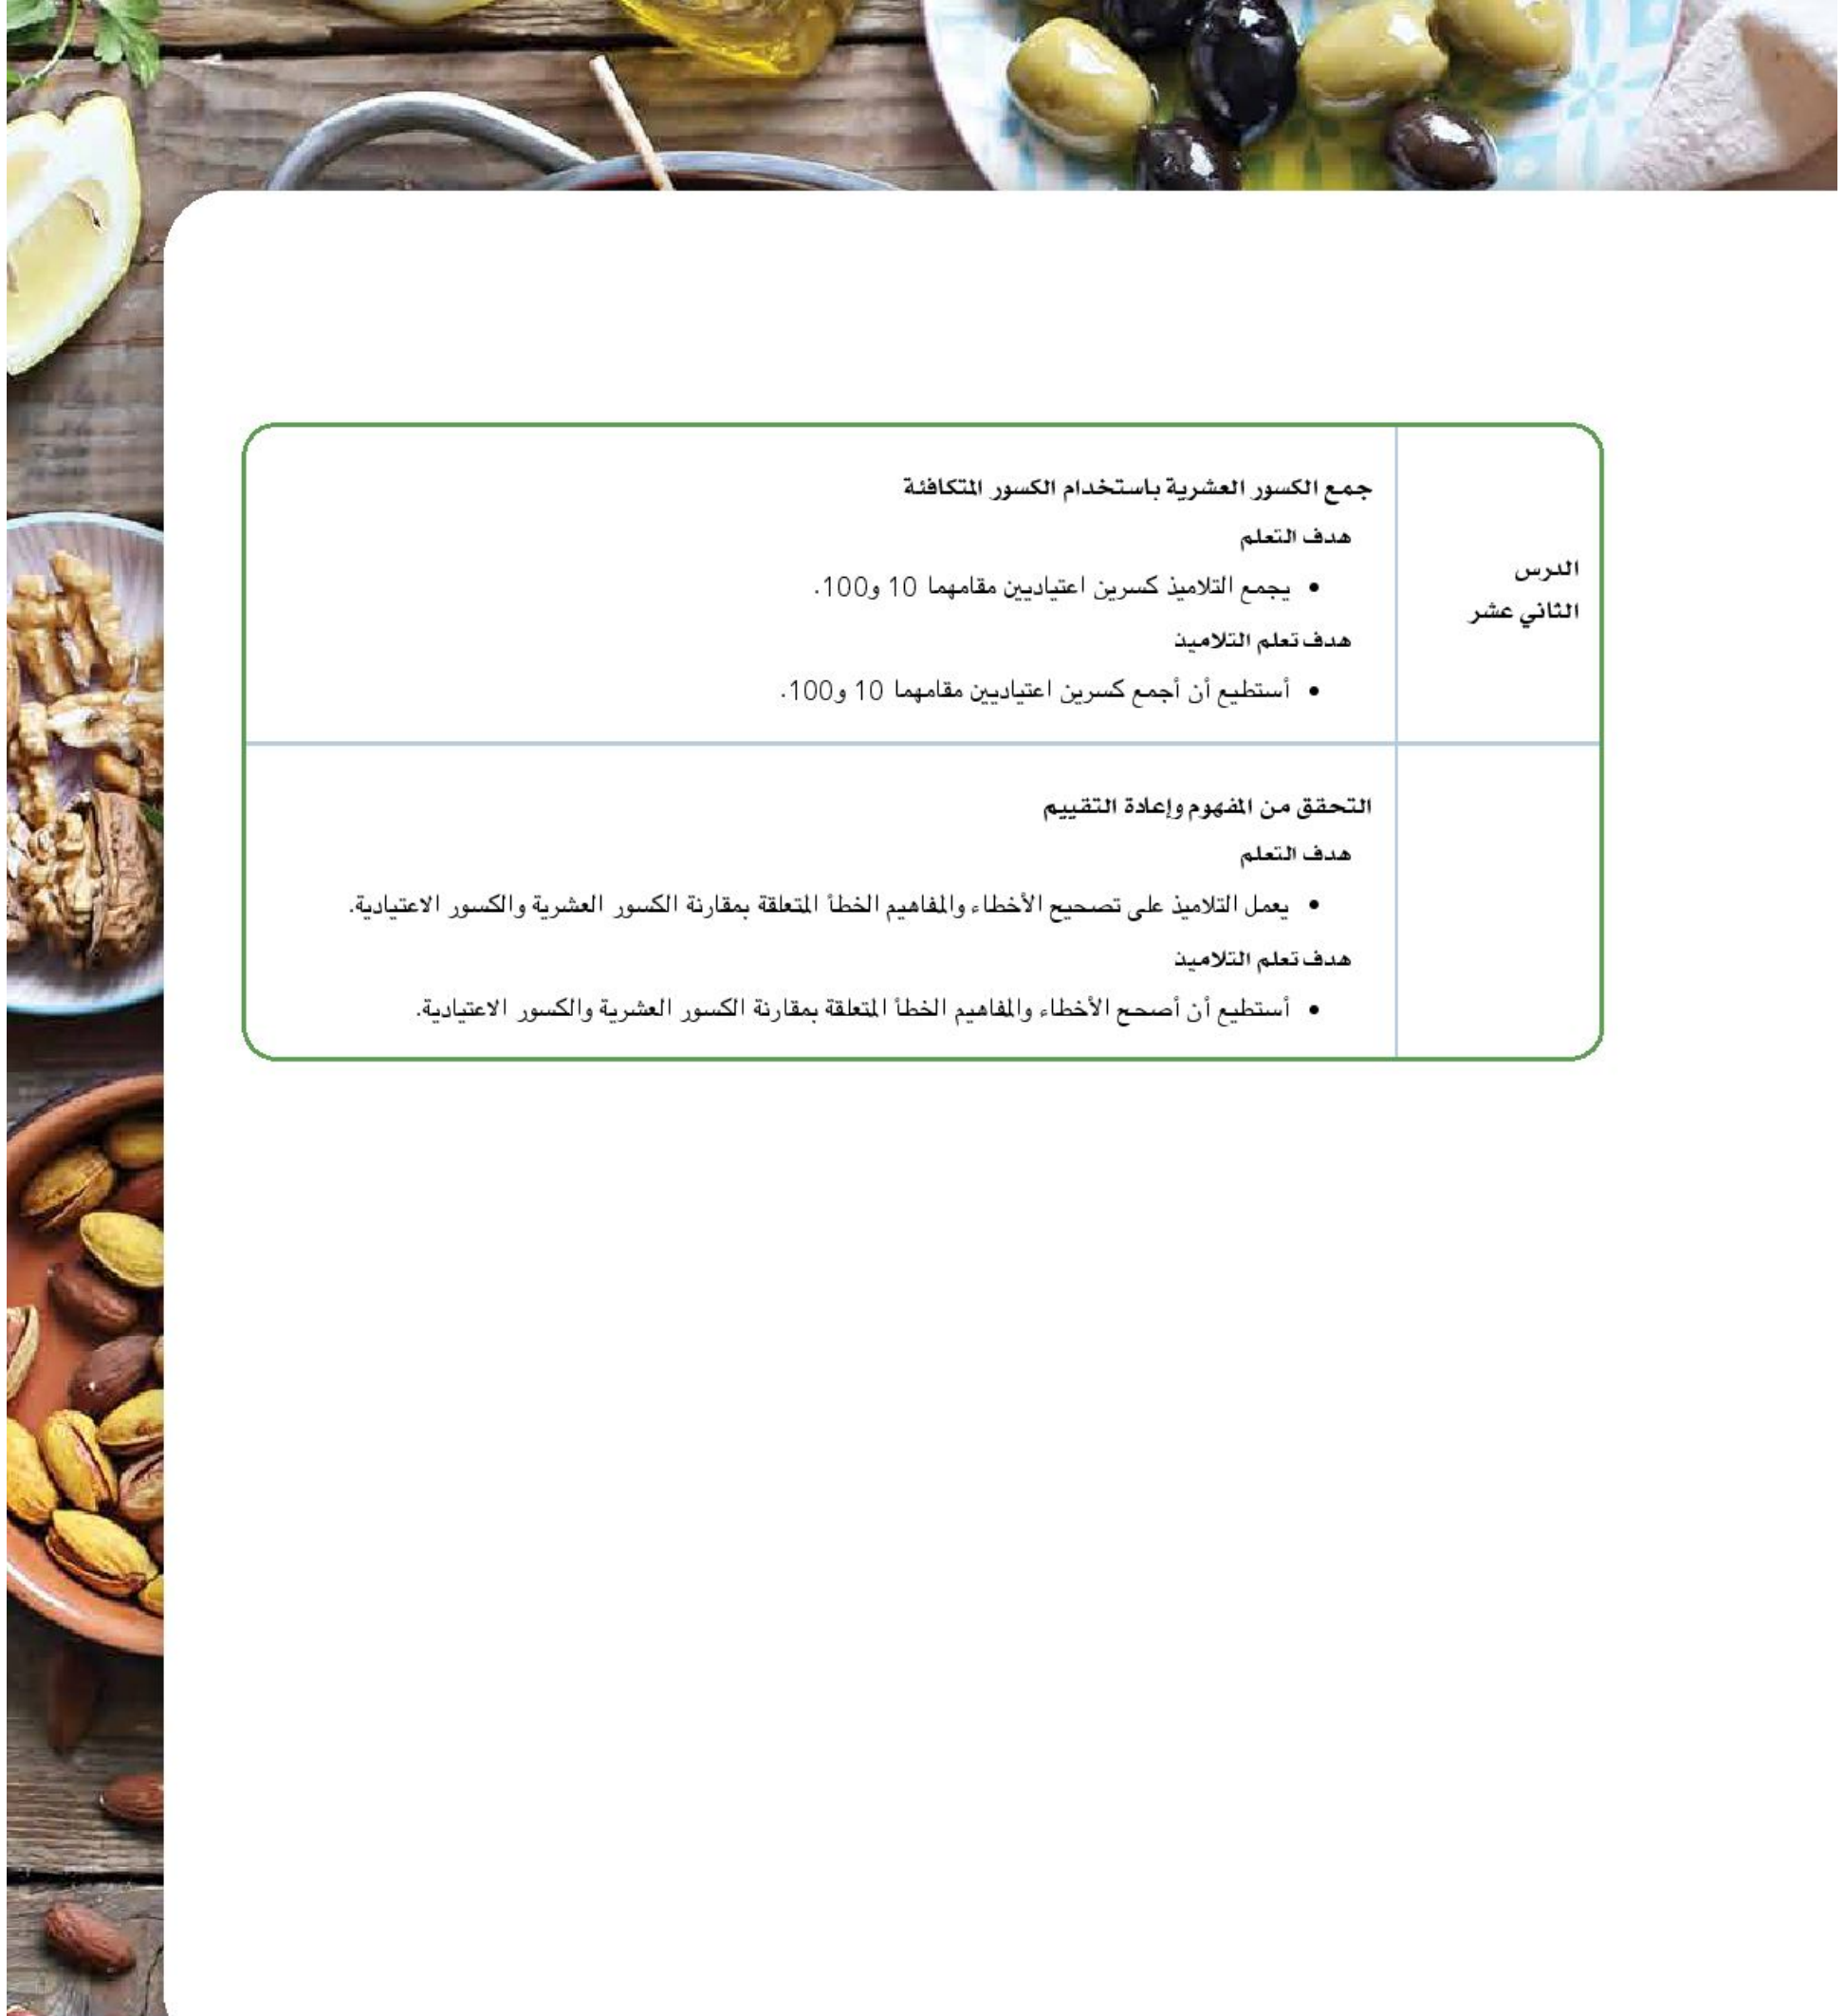 الدرس
الثاني عشر
جمع الكسور العشرية باستخدام الكسور المتكافئة
هدف التعلم
• يجمع التلاميذ كسرين اعتياديين مقامهما 10 و100.
هدف تعلم التلاميذ
• أستطيع أن أجمع كسرين اعتياديين مقامهما 10 و100.
التحقق من المفهوم وإعادة التقييم
هدف التعلم
• يعمل التلاميذ على تصحيح الأخطاء والمفاهيم الخطأ المتعلقة بمقارنة الكسور العشرية والكسور الاعتيادية.
هدف تعلم التلاميذ
• أستطيع أن أصحح الأخطاء والمفاهيم الخطأ المتعلقة بمقارنة الكسور العشرية والكسور الاعتيادية.